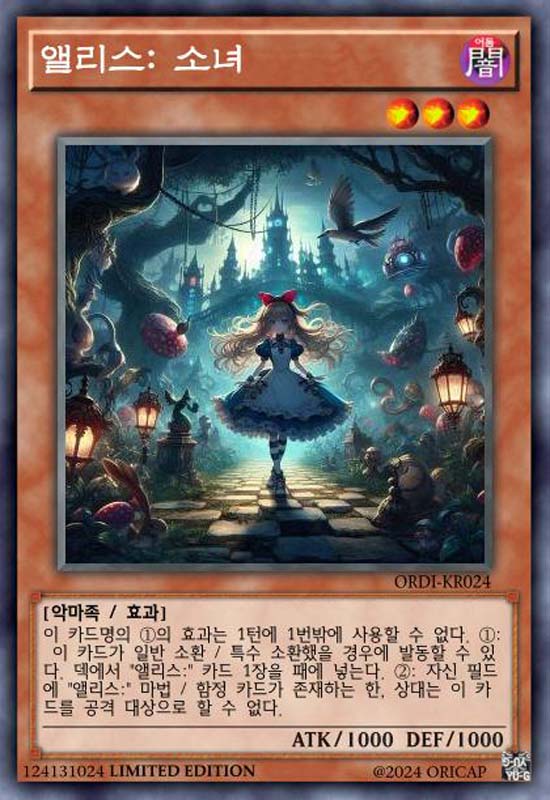 앨리스: 소녀
어둠
闇
ORDI-KR024
[악마족 / 효과]
이 카드명의 ①의 효과는 1턴에 1번밖에 사용할 수 없다. ①:
이 카드가 일반 소환 / 특수 소환했을 경우에 발동할 수 있
다. 덱에서 "앨리스:" 카드 1장을 패에 넣는다. ②: 자신 필드
에 "앨리스:" 마법 / 함정 카드가 존재하는 한, 상대는 이 카
드를 공격 대상으로 할 수 없다.
ATK/1000 DEF/1000
124131024 LIMITED EDITION
©2024 ORICAP